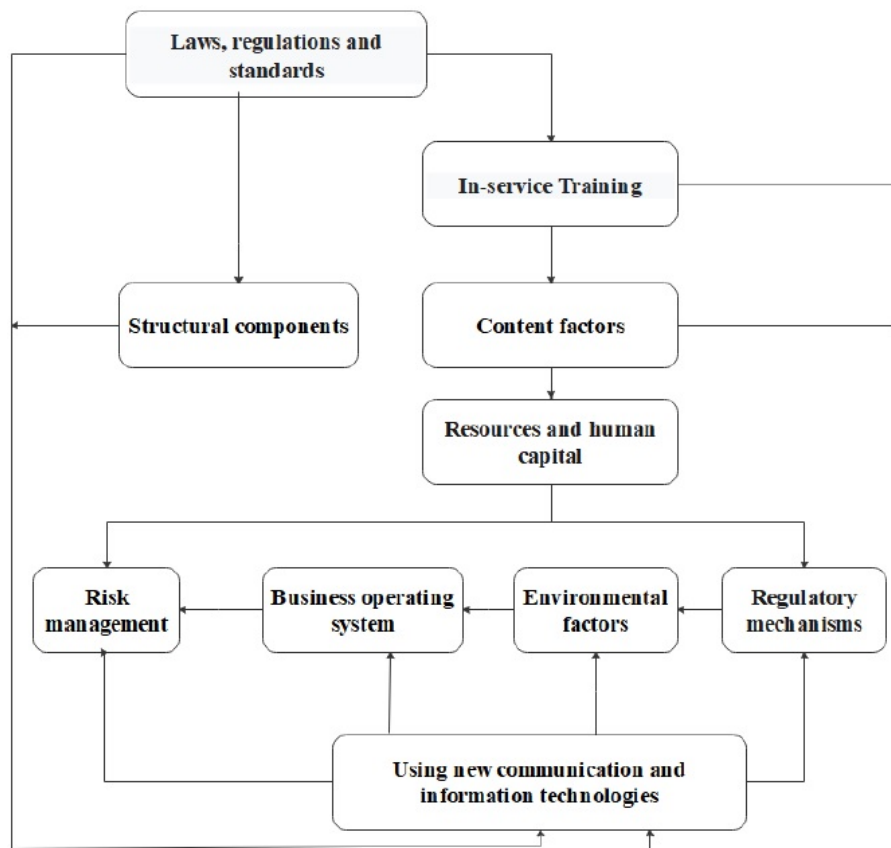 Laws, regulations and
standards
In-service Training
Structural components
Content factors
Resources and human
capital
Risk
management
Business operating
system
Environmental
factors
Regulatory
mechanisms
Using new communication and
information technologies